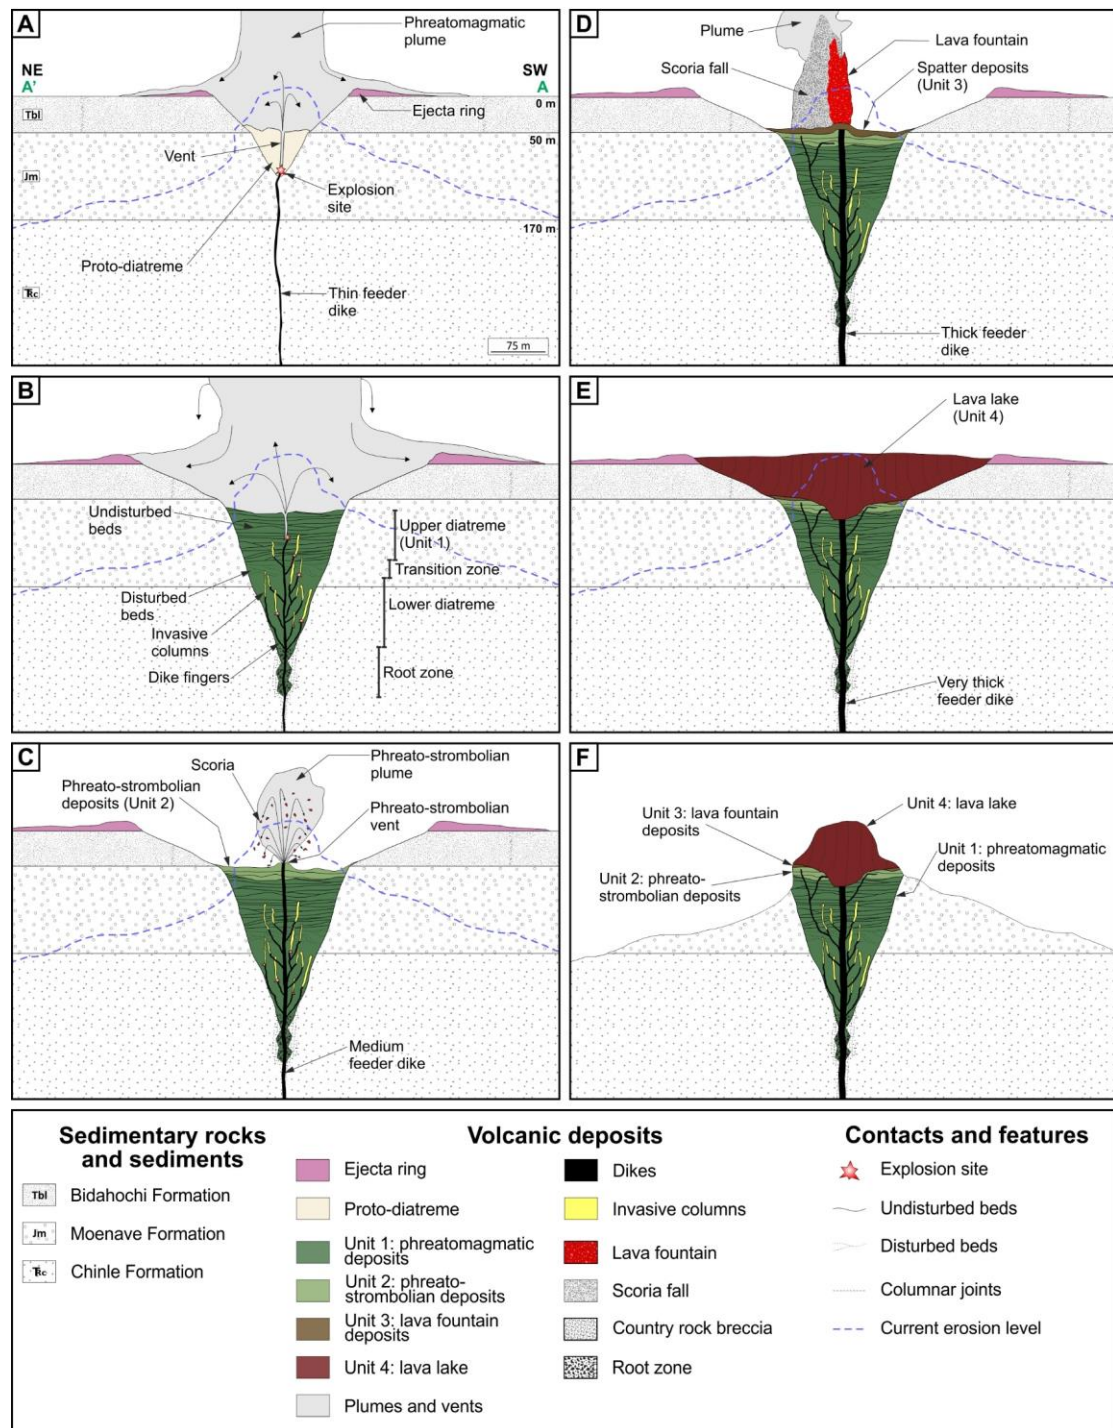 A
Phreatomagmatic
plume
NE
A'
SW
A
0 m
Tbl
Ejecta ring
50 m
Vent
Jm
Explosion
site
170 m
Proto-diatreme
Ꞧc
Thin feeder
dike
75 m
D
Plume
Lava fountain
Scoria fall
Spatter deposits
(Unit 3)
Thick feeder
dike
B
Undisturbed
beds
Upper diatreme
(Unit 1)
Transition zone
Disturbed
beds
Lower diatreme
Invasive
columns
Dike fingers
Root zone
E
Lava lake
(Unit 4)
Very thick
feeder dike
C
Scoria
Phreato-strombolian
plume
Phreato-strombolian
deposits (Unit 2)
Phreato-strombolian
vent
Medium
feeder dike
F
Unit 3: lava fountain
deposits
Unit 4: lava lake
Unit 1: phreatomagmatic
deposits
Unit 2: phreato-
strombolian deposits
Sedimentary rocks
and sediments
Tbl Bidahochi Formation
Jm Moenave Formation
Ꞧc Chinle Formation
Volcanic deposits
Ejecta ring
Proto-diatreme
Unit 1: phreatomagmatic
deposits
Unit 2: phreato-
strombolian deposits
Unit 3: lava fountain
deposits
Unit 4: lava lake
Plumes and vents
Dikes
Invasive columns
Lava fountain
Scoria fall
Country rock breccia
Root zone
Contacts and features
Explosion site
Undisturbed beds
Disturbed beds
Columnar joints
Current erosion level